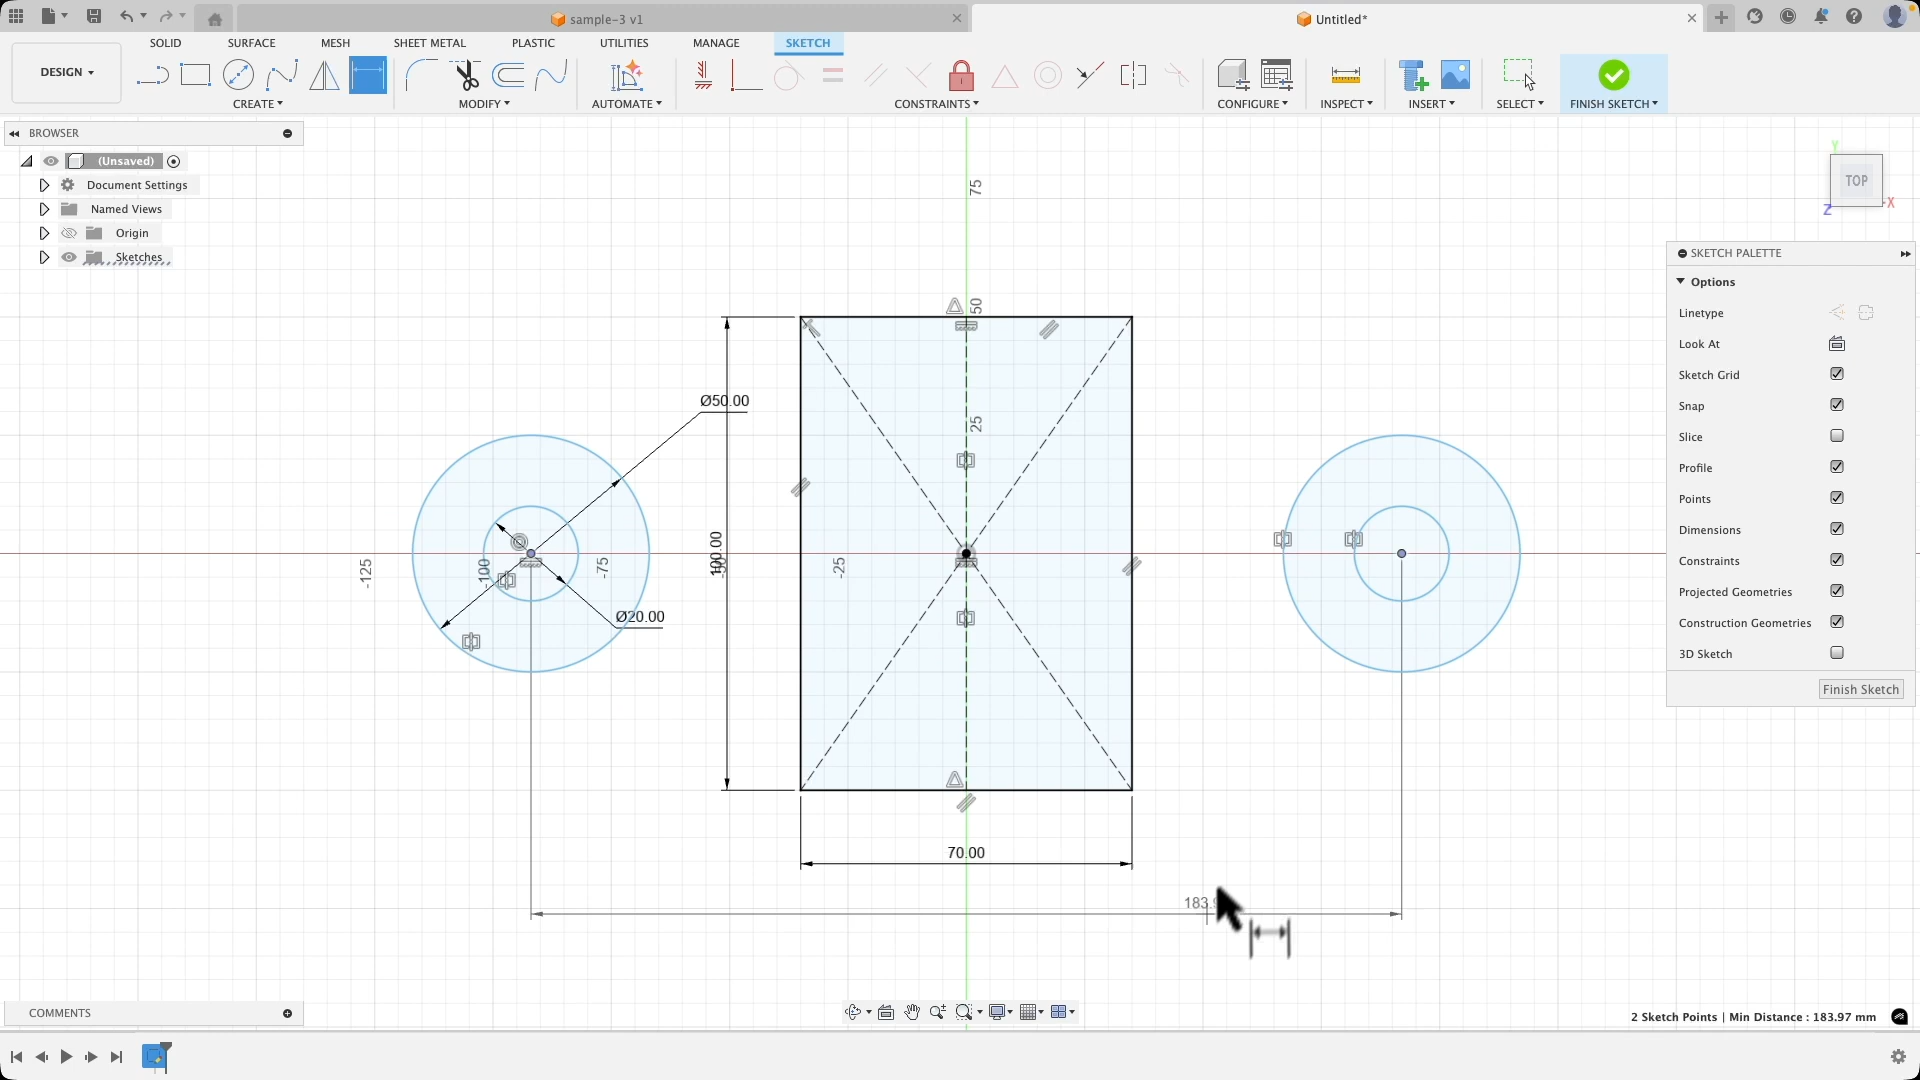 sample-3 v1
Untitled*
DESIGN
SOLID
SURFACE
MESH
SHEET METAL
PLASTIC
UTILITIES
MANAGE
SKETCH
CREATE
MODIFY
AUTOMATE
CONSTRAINTS
CONFIGURE
INSPECT
INSERT
SELECT
FINISH SKETCH
BROWSER
(Unsaved)
Document Settings
Named Views
Origin
Sketches
Y
TOP
X
Z
SKETCH PALETTE
Options
Linetype
Look At
Sketch Grid
Snap
Slice
Profile
Points
Dimensions
Constraints
Projected Geometries
Construction Geometries
3D Sketch
Finish Sketch
75
50
25
Ø50.00
100.00
-125
-100
-75
-25
Ø20.00
70.00
183.9
COMMENTS
2 Sketch Points | Min Distance : 183.97 mm